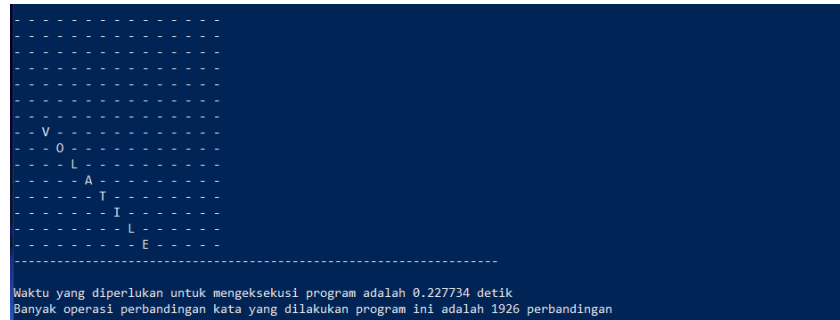 - - - - - - - - - - - - - - -
- - - - - - - - - - - - - - -
- - - - - - - - - - - - - - -
- - - - - - - - - - - - - - -
- - - - - - - - - - - - - - -
- - - - - - - - - - - - - - -
- - - - - - - - - - - - - - -
- - V - - - - - - - - - - - -
- - - O - - - - - - - - - - -
- - - - L - - - - - - - - - -
- - - - - A - - - - - - - - -
- - - - - - T - - - - - - - -
- - - - - - - I - - - - - - -
- - - - - - - - L - - - - - -
- - - - - - - - - E - - - - -
--------------------------------------------------------------------
Waktu yang diperlukan untuk mengeksekusi program adalah 0.227734 detik
Banyak operasi perbandingan kata yang dilakukan program ini adalah 1926 perbandingan